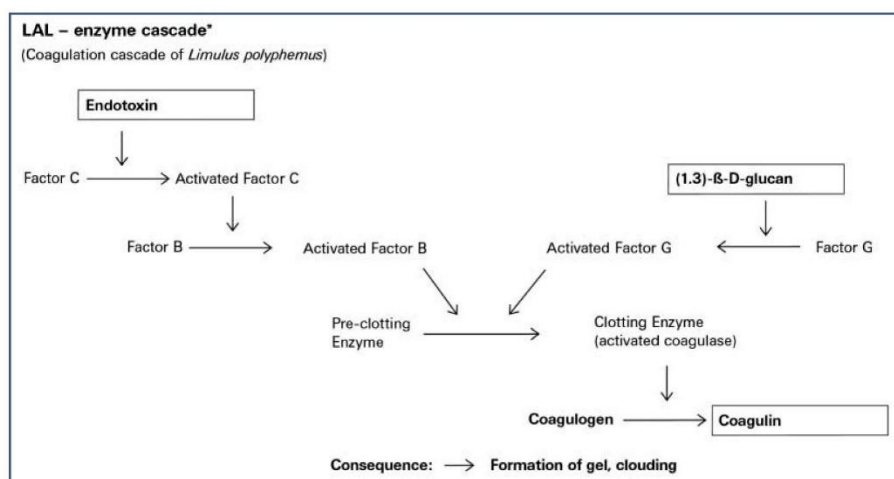 LAL – enzyme cascade*
(Coagulation cascade of Limulus polyphemus)
Endotoxin
Factor C
Activated Factor C
(1.3)-ß-D-glucan
Factor B
Activated Factor B
Activated Factor G
Factor G
Pre-clotting
Enzyme
Clotting Enzyme
(activated coagulase)
Coagulogen
Coagulin
Consequence: → Formation of gel, clouding